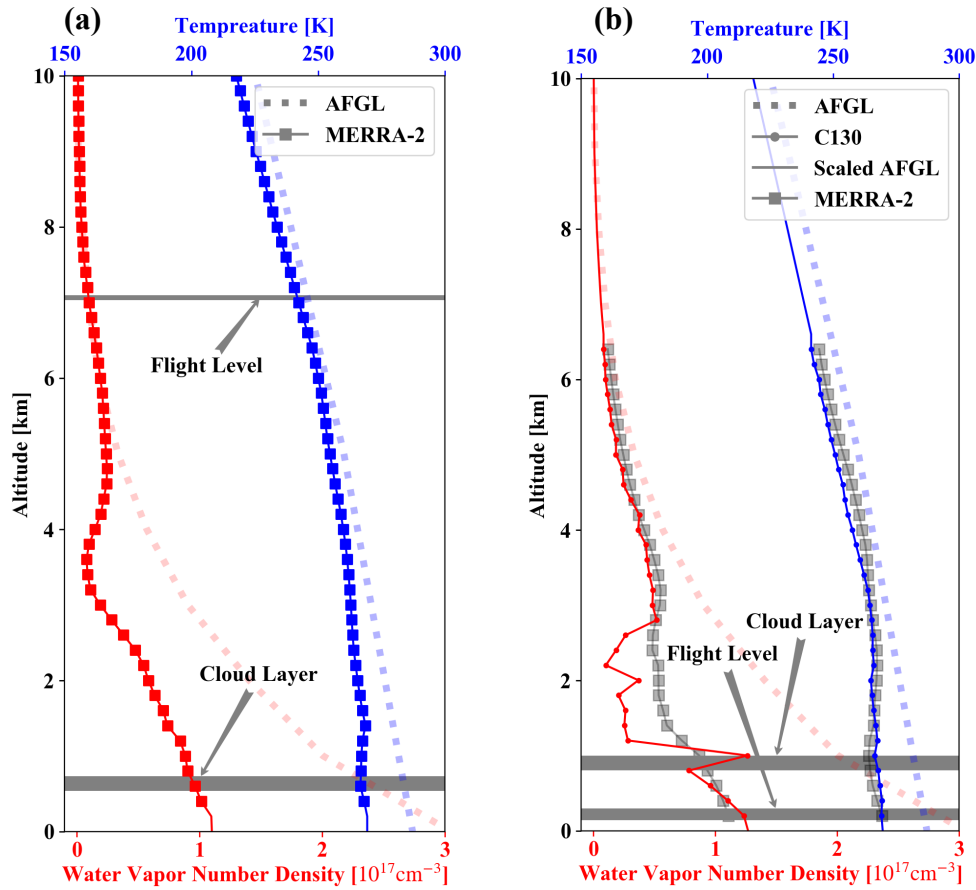 (a)
Tempreature [K]
150 200 250 300
10
8
6
4
2
0
Altitude [km]
AFGL
MERRA-2
Flight Level
Cloud Layer
0 1 2 3
Water Vapor Number Density [10¹⁷cm⁻³]
(b)
Tempreature [K]
150 200 250 300
10
8
6
4
2
0
Altitude [km]
AFGL
C130
Scaled AFGL
MERRA-2
Cloud Layer
Flight Level
0 1 2 3
Water Vapor Number Density [10¹⁷cm⁻³]